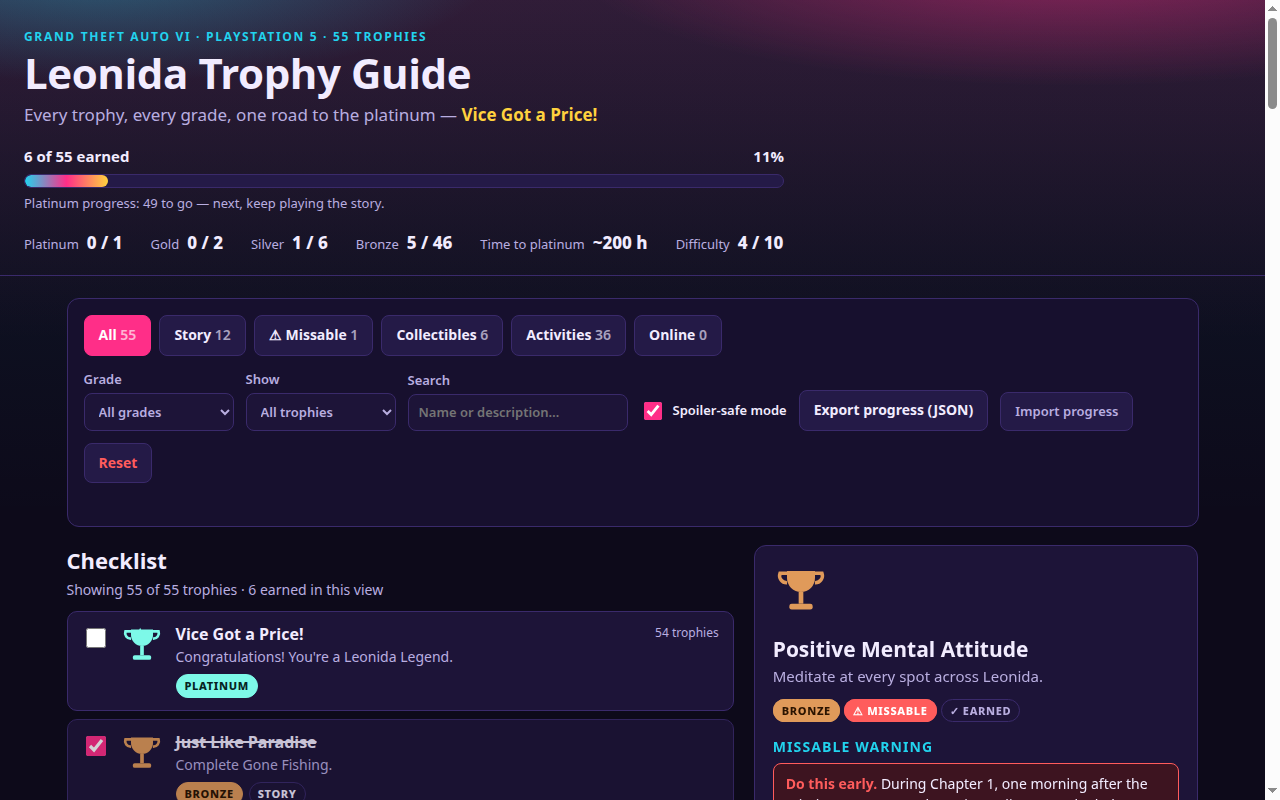 GRAND THEFT AUTO VI · PLAYSTATION 5 · 55 TROPHIES
Leonida Trophy Guide
Every trophy, every grade, one road to the platinum — Vice Got a Price!
6 of 55 earned 11%
Platinum progress: 49 to go — next, keep playing the story.
Platinum 0 / 1 Gold 0 / 2 Silver 1 / 6 Bronze 5 / 46 Time to platinum ~200 h Difficulty 4 / 10
All 55 Story 12 ⚠ Missable 1 Collectibles 6 Activities 36 Online 0
Grade Show Search
All grades All trophies Name or description... Spoiler-safe mode Export progress (JSON) Import progress
Reset
Checklist
Showing 55 of 55 trophies · 6 earned in this view
Vice Got a Price! 54 trophies
Congratulations! You're a Leonida Legend.
PLATINUM
Just Like Paradise
Complete Gone Fishing.
BRONZE STORY
Positive Mental Attitude
Meditate at every spot across Leonida.
BRONZE ⚠ MISSABLE ✓ EARNED
MISSABLE WARNING
Do this early. During Chapter 1, one morning after the